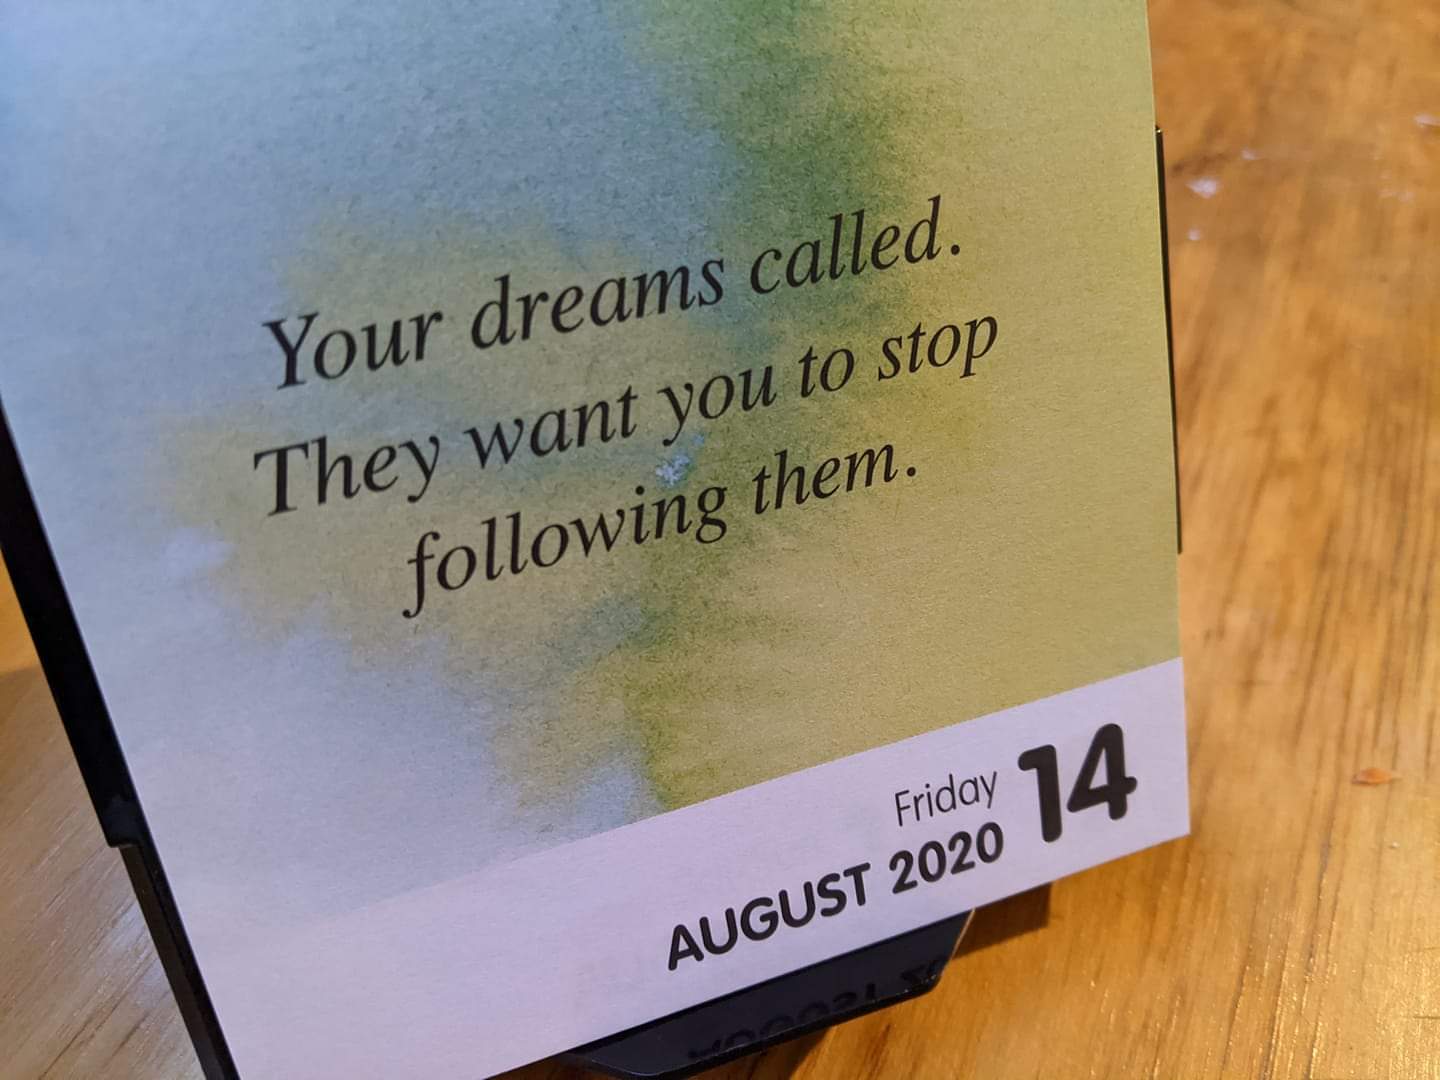 Your dreams called.
They want you to stop
following them.
Friday 14
AUGUST 2020